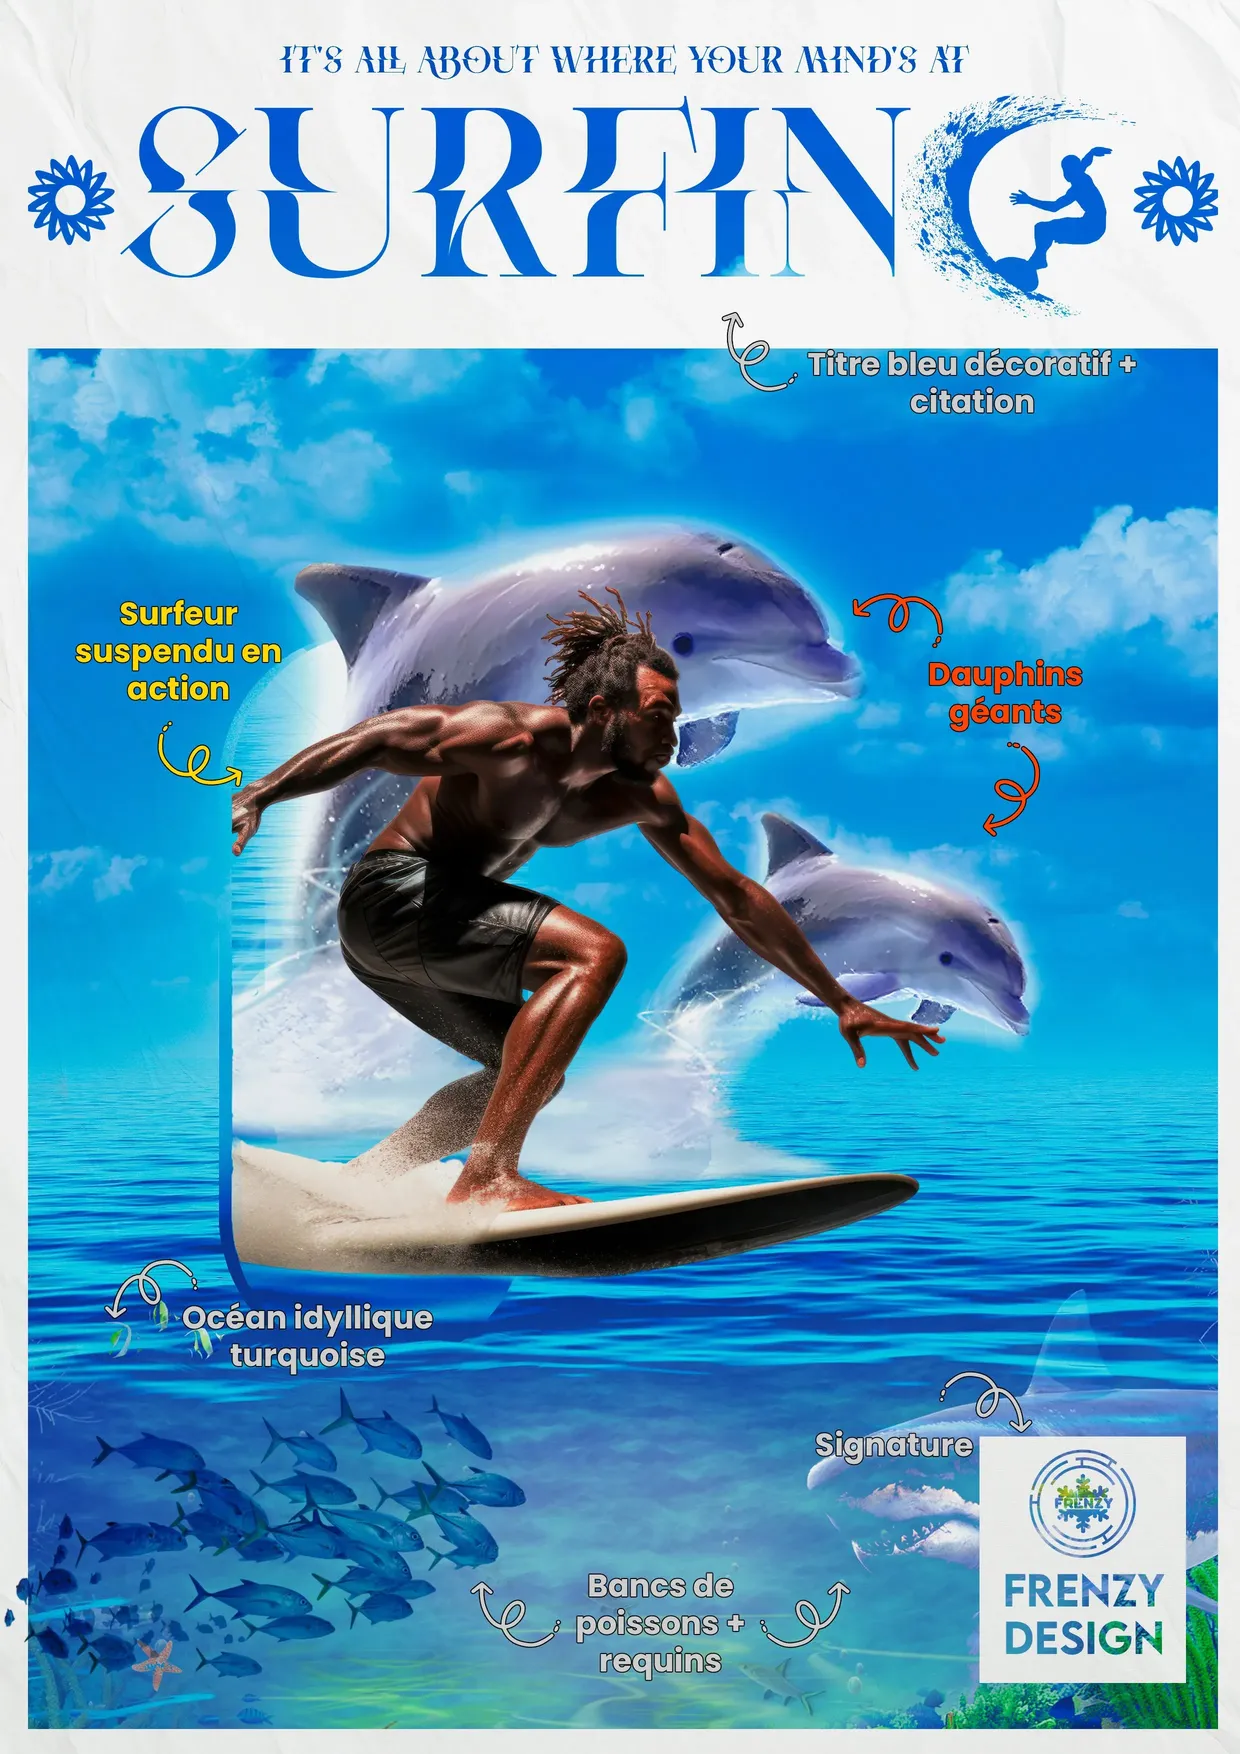 IT'S ALL ABOUT WHERE YOUR MIND'S AT
SURFING
Titre bleu décoratif +
citation
Surfeur
suspendu en
action
Dauphins
géants
Océan idyllique
turquoise
Signature
FRENZY
FRENZY
DESIGN
Bancs de
poissons +
requins